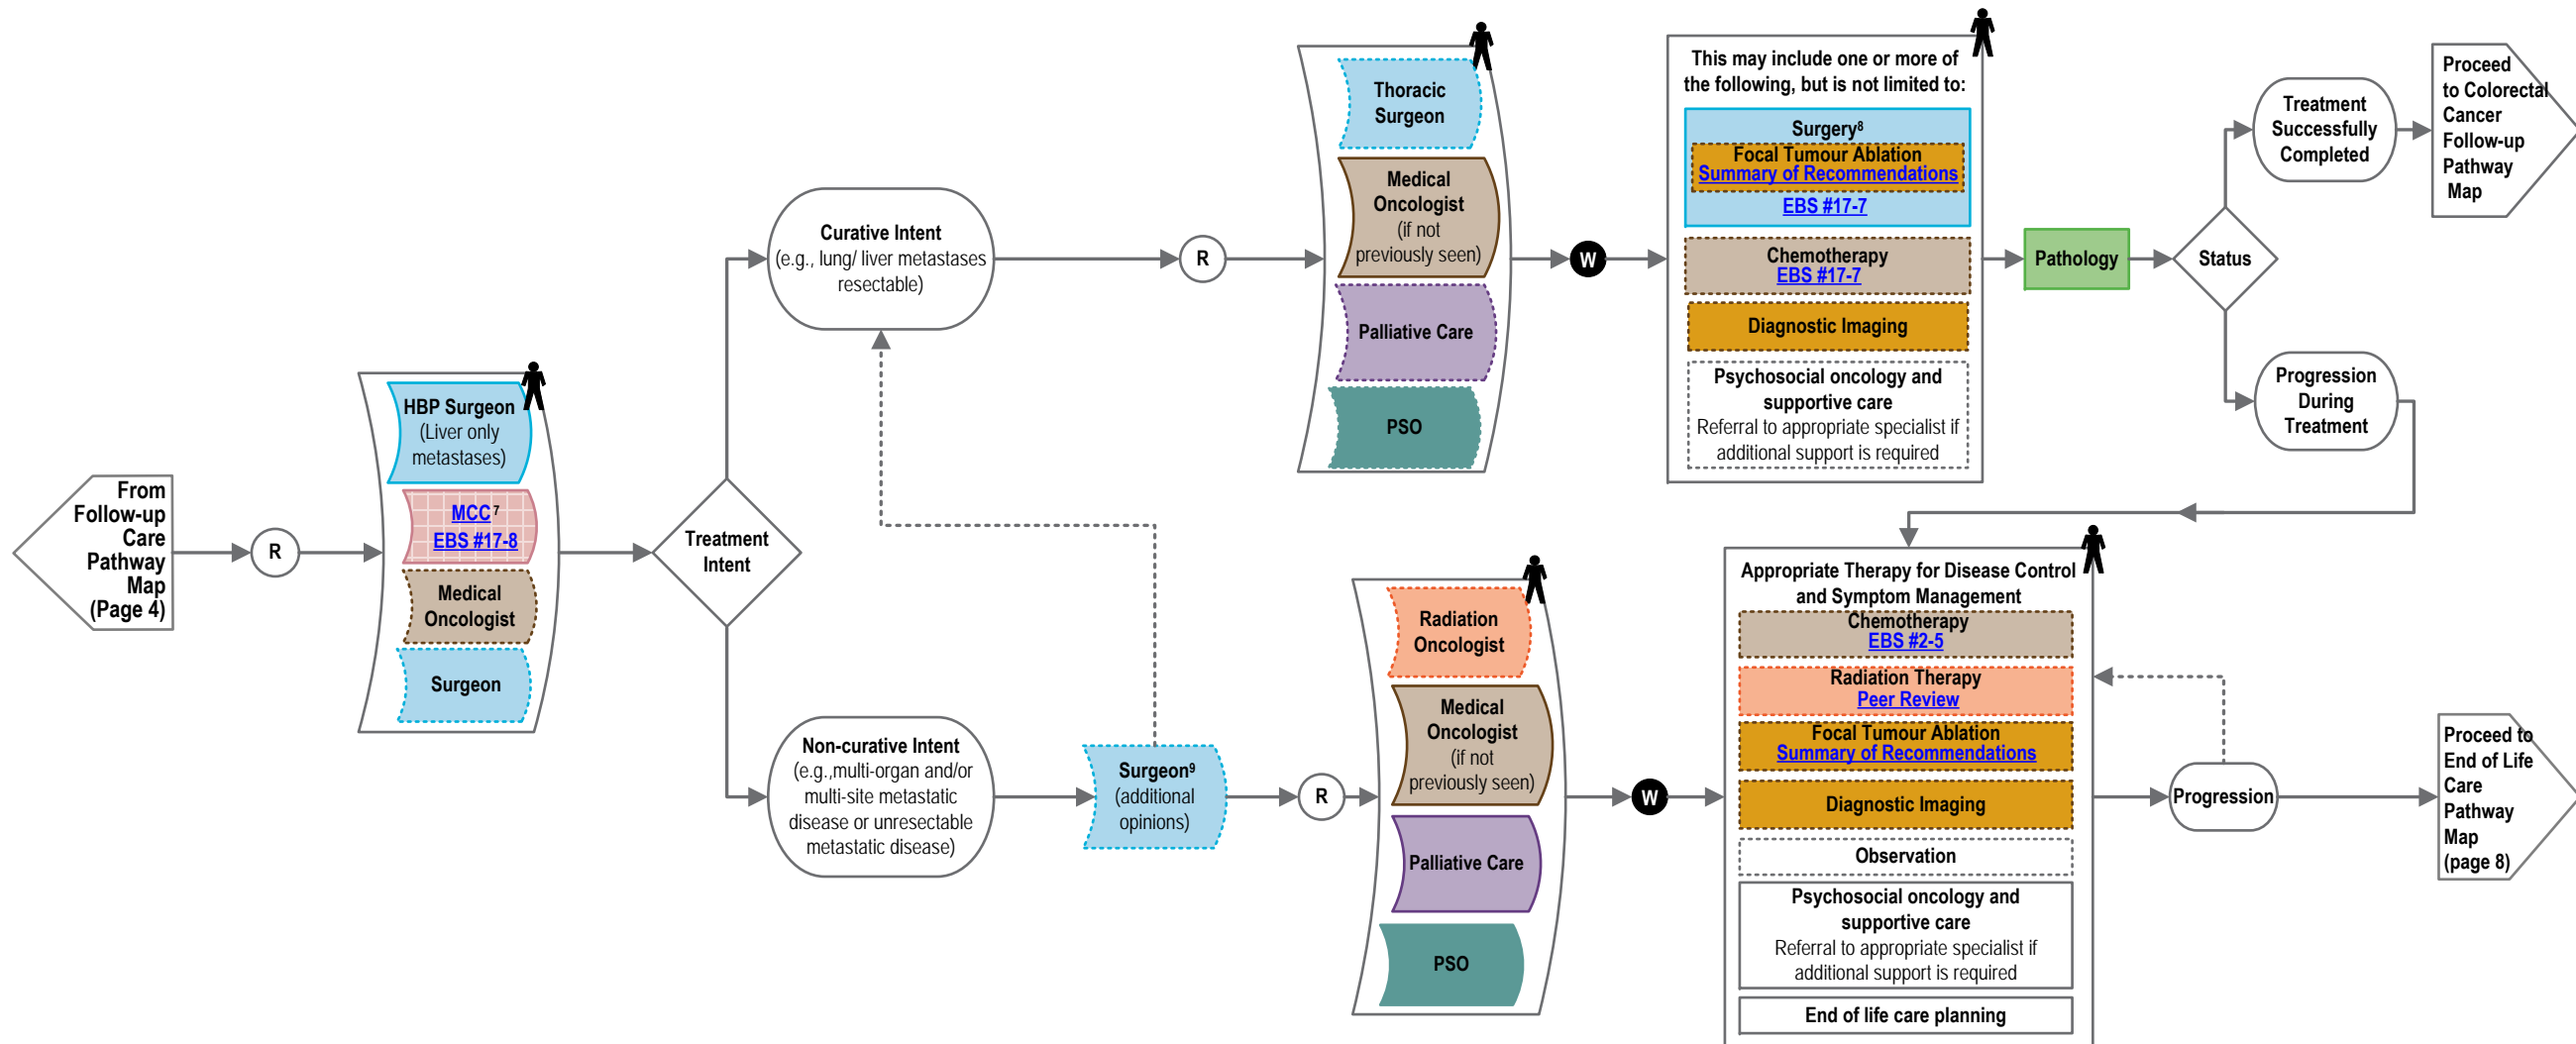 From
Follow-up
Care
Pathway
Map
(Page 4)
R
HBP Surgeon
(Liver only
metastases)
MCC 7
EBS #17-8
Medical
Oncologist
Surgeon
Treatment
Intent
Curative Intent
(e.g., lung/ liver metastases
resectable)
R
Thoracic
Surgeon
Medical
Oncologist
(if not
previously seen)
Palliative Care
PSO
W
This may include one or more of
the following, but is not limited to:
Surgery8
Focal Tumour Ablation
Summary of Recommendations
EBS #17-7
Chemotherapy
EBS #17-7
Diagnostic Imaging
Psychosocial oncology and
supportive care
Referral to appropriate specialist if
additional support is required
Pathology
Status
Treatment
Successfully
Completed
Proceed
to Colorectal
Cancer
Follow-up
Pathway
Map
Progression
During
Treatment
Non-curative Intent
(e.g.,multi-organ and/or
multi-site metastatic
disease or unresectable
metastatic disease)
Surgeon9
(additional
opinions)
R
Radiation
Oncologist
Medical
Oncologist
(if not
previously seen)
Palliative Care
PSO
W
Appropriate Therapy for Disease Control
and Symptom Management
Chemotherapy
EBS #2-5
Radiation Therapy
Peer Review
Focal Tumour Ablation
Summary of Recommendations
Diagnostic Imaging
Observation
Psychosocial oncology and
supportive care
Referral to appropriate specialist if
additional support is required
End of life care planning
Progression
Proceed to
End of Life
Care
Pathway
Map
(page 8)